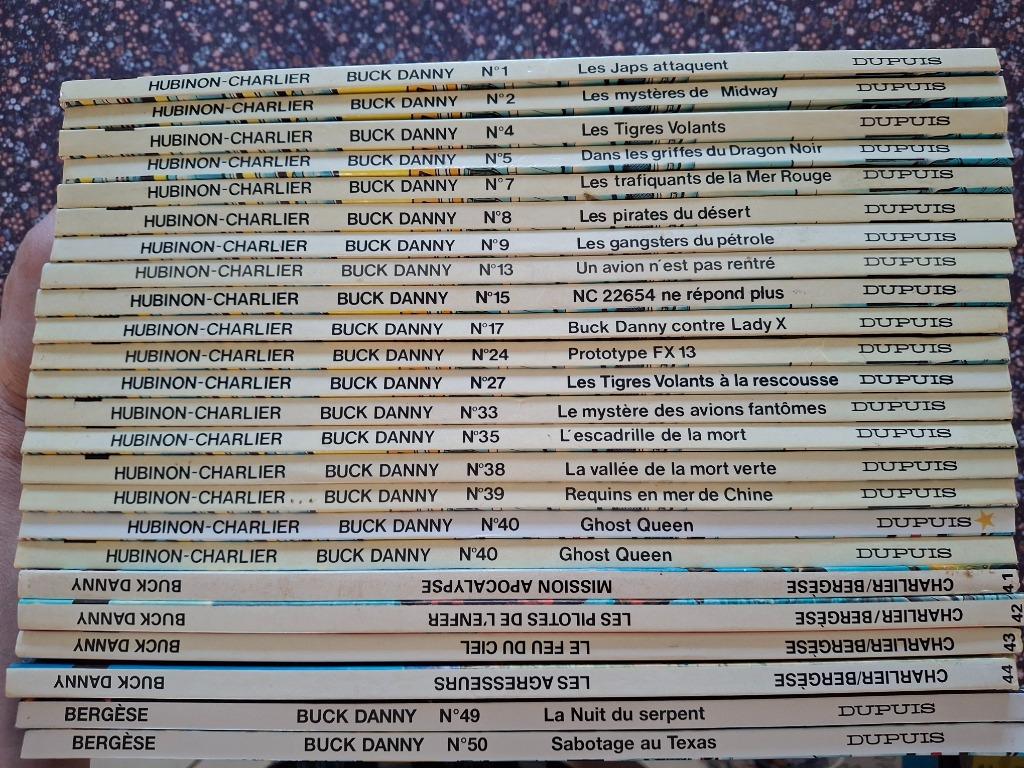 HUBINON-CHARLIER BUCK DANNY N°1 Les Japs attaquent DUPUIS
HUBINON-CHARLIER BUCK DANNY N°2 Les mystères de Midway DUPUIS
HUBINON-CHARLIER BUCK DANNY N°4 Les Tigres Volants DUPUIS
HUBINON-CHARLIER BUCK DANNY N°5 Dans les griffes du Dragon Noir DUPUIS
HUBINON-CHARLIER BUCK DANNY N°7 Les trafiquants de la Mer Rouge DUPUIS
HUBINON-CHARLIER BUCK DANNY N°8 Les pirates du désert DUPUIS
HUBINON-CHARLIER BUCK DANNY N°9 Les gangsters du pétrole DUPUIS
HUBINON-CHARLIER BUCK DANNY N°13 Un avion n'est pas rentré DUPUIS
HUBINON-CHARLIER BUCK DANNY N°15 NC 22654 ne répond plus DUPUIS
HUBINON-CHARLIER BUCK DANNY N°17 Buck Danny contre Lady X DUPUIS
HUBINON-CHARLIER BUCK DANNY N°24 Prototype FX 13 DUPUIS
HUBINON-CHARLIER BUCK DANNY N°27 Les Tigres Volants à la rescousse DUPUIS
HUBINON-CHARLIER BUCK DANNY N°33 Le mystère des avions fantômes DUPUIS
HUBINON-CHARLIER BUCK DANNY N°35 L'escadrille de la mort DUPUIS
HUBINON-CHARLIER BUCK DANNY N°38 La vallée de la mort verte DUPUIS
HUBINON-CHARLIER BUCK DANNY N°39 Requins en mer de Chine DUPUIS
HUBINON-CHARLIER BUCK DANNY N°40 Ghost Queen DUPUIS
HUBINON-CHARLIER BUCK DANNY N°40 Ghost Queen DUPUIS
41 CHARLIER/BERGÈSE MISSION APOCALYPSE BUCK DANNY
42 CHARLIER/BERGÈSE LES PILOTES DE L'ENFER BUCK DANNY
43 CHARLIER/BERGÈSE LE FEU DU CIEL BUCK DANNY
44 CHARLIER/BERGÈSE LES AGRESSEURS BUCK DANNY
BERGÈSE BUCK DANNY N°49 La Nuit du serpent DUPUIS
BERGÈSE BUCK DANNY N°50 Sabotage au Texas DUPUIS